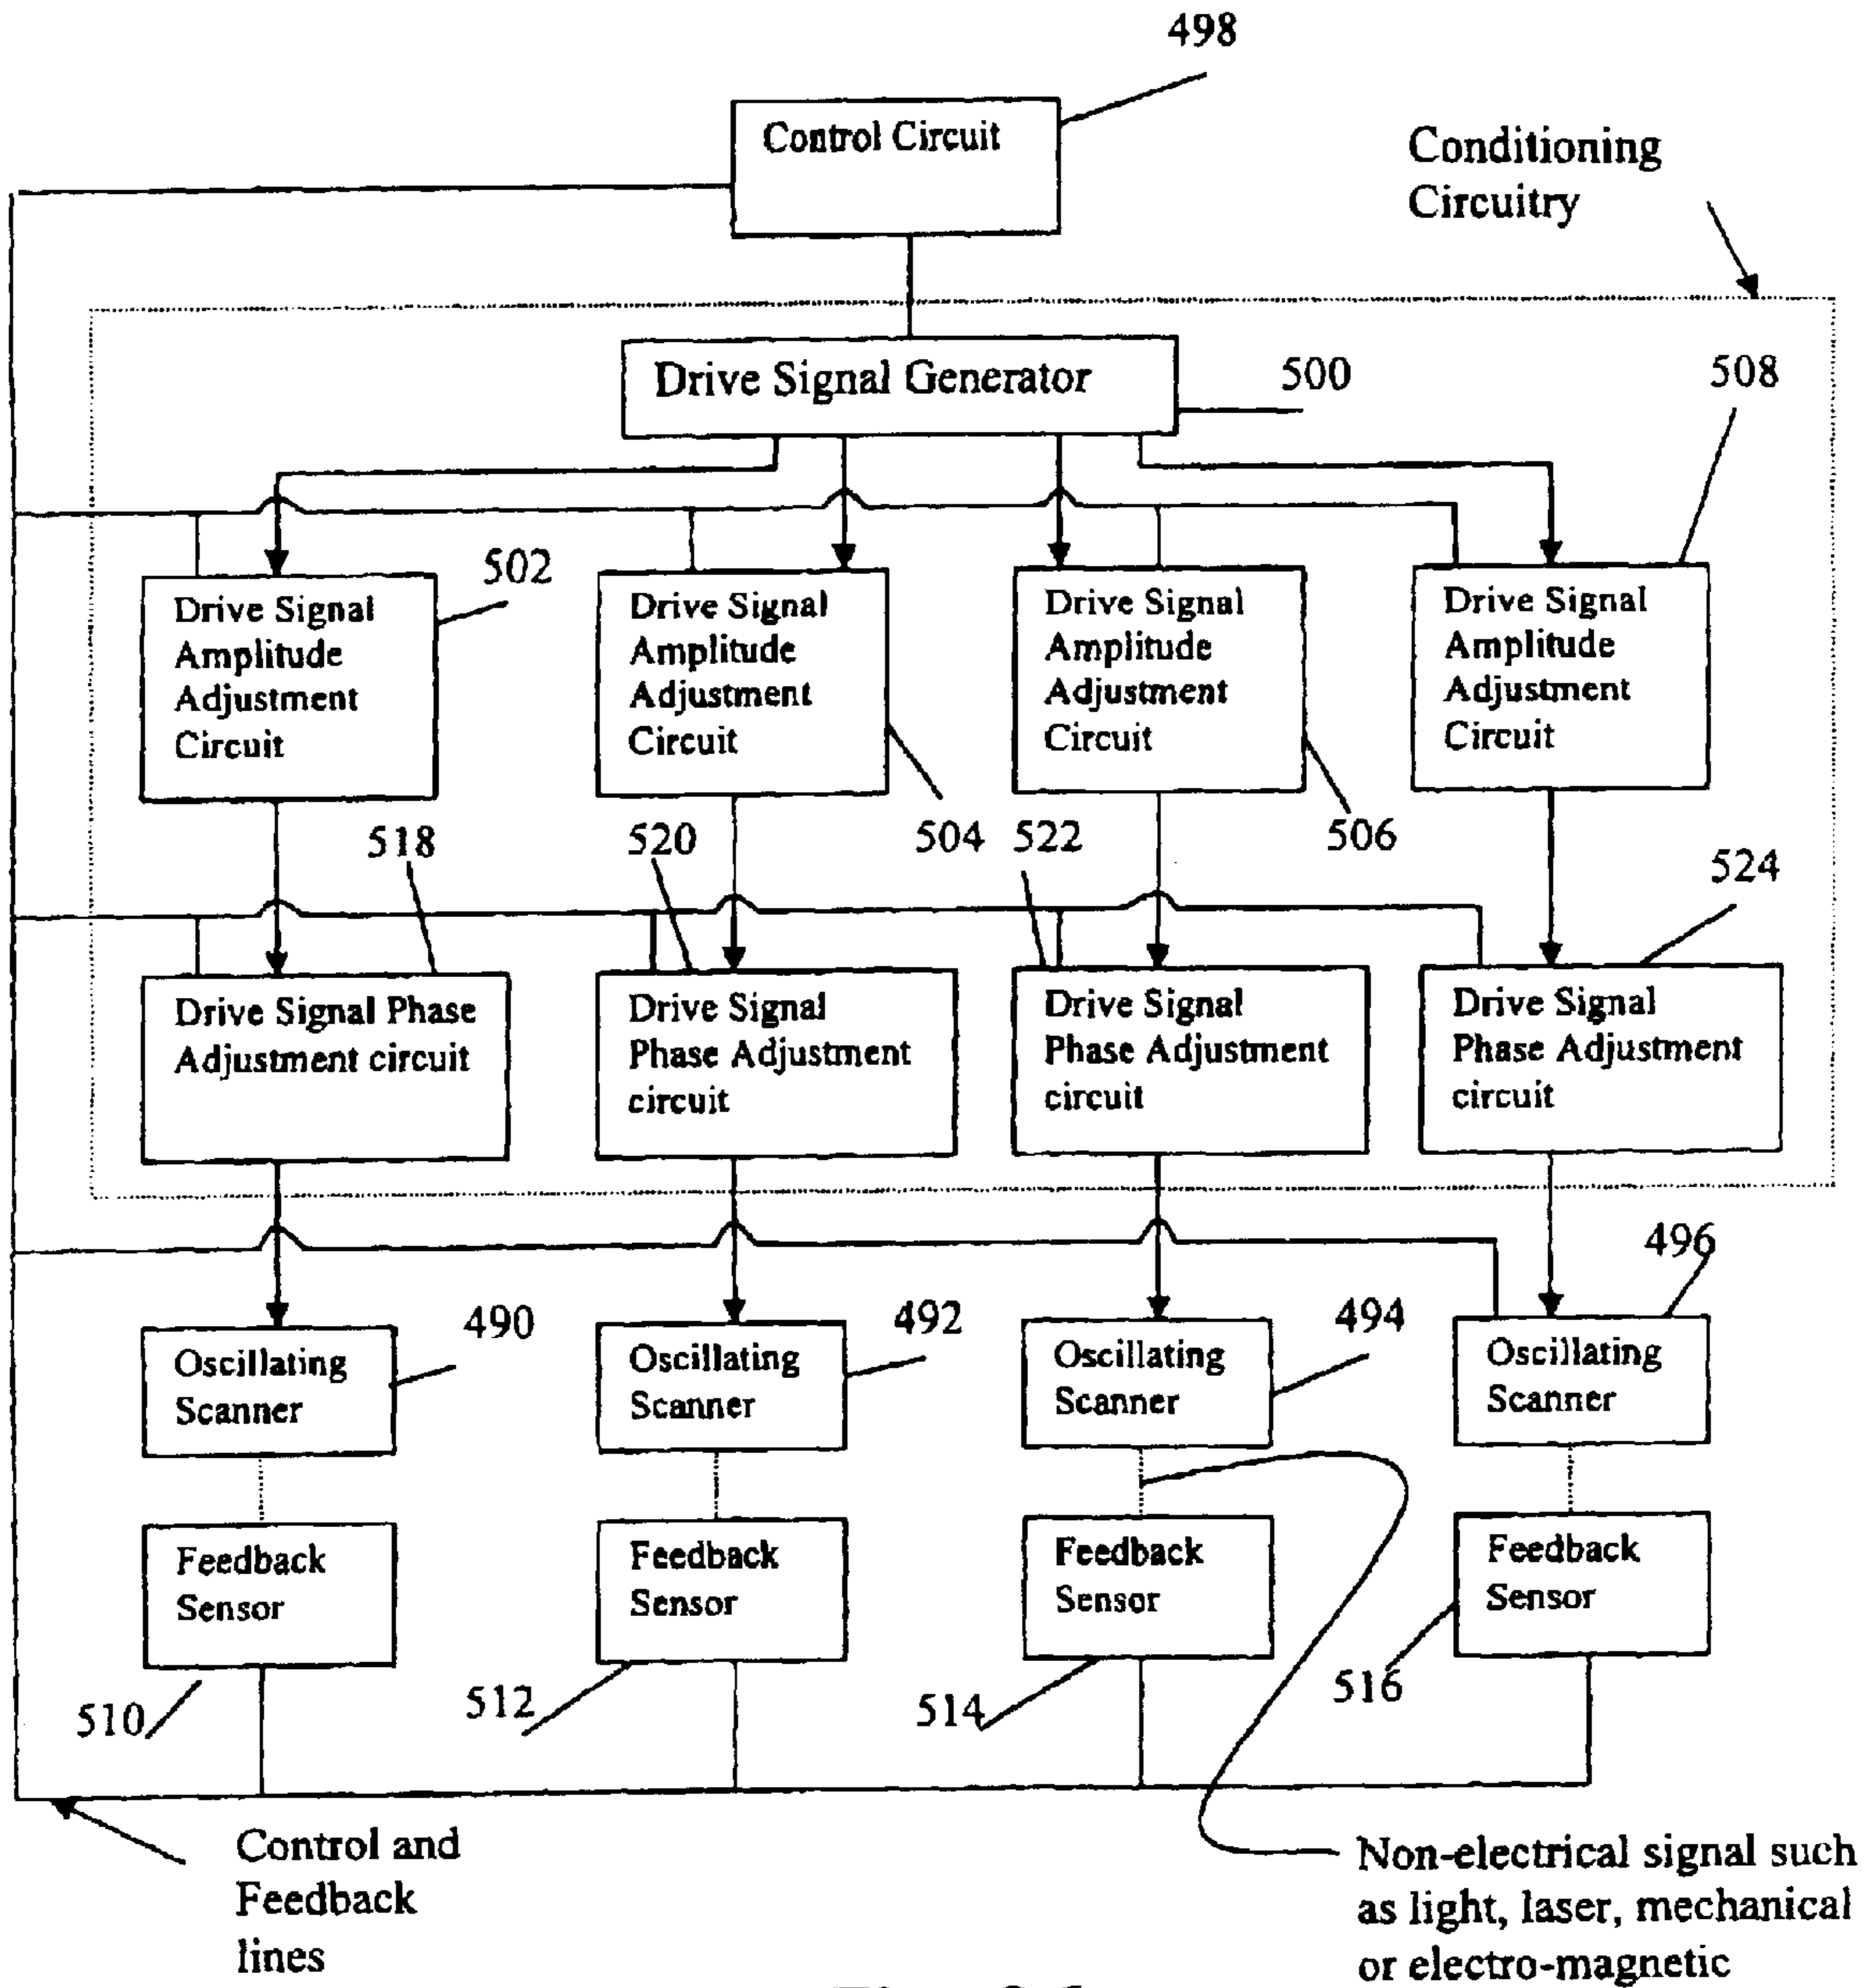 498
Control Circuit
Conditioning
Circuitry
Drive Signal Generator
500
508
502
Drive Signal
Amplitude
Adjustment
Circuit
Drive Signal
Amplitude
Adjustment
Circuit
Drive Signal
Amplitude
Adjustment
Circuit
Drive Signal
Amplitude
Adjustment
Circuit
518
520
504
522
506
524
Drive Signal Phase
Adjustment circuit
Drive Signal
Phase Adjustment
circuit
Drive Signal
Phase Adjustment
circuit
Drive Signal
Phase Adjustment
circuit
490
492
494
496
Oscillating
Scanner
Oscillating
Scanner
Oscillating
Scanner
Oscillating
Scanner
Feedback
Sensor
Feedback
Sensor
Feedback
Sensor
Feedback
Sensor
510
512
514
516
Control and
Feedback
lines
Non-electrical signal such
as light, laser, mechanical
or electro-magnetic